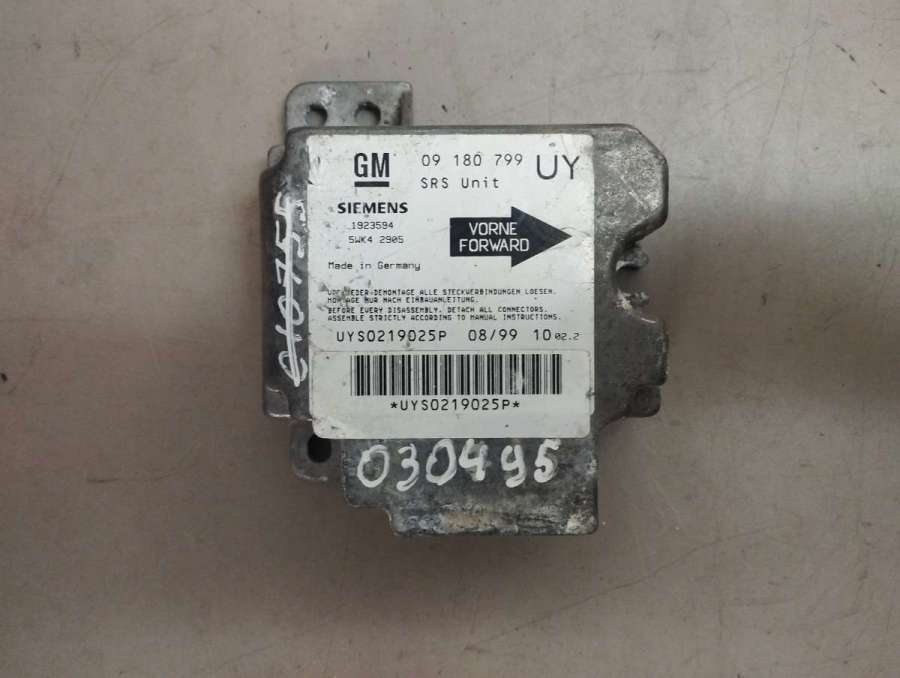 GM
09 180 799 UY
SRS Unit
SIEMENS
1923594
5WK4 2905
VORNE
FORWARD
Made in Germany
VOR JEDER DEMONTAGE ALLE STECKVERBINDUNGEN LOESEN.
MONTAGE NUR NACH EINBAUANLEITUNG.
BEFORE EVERY DISASSEMBLY, DETACH ALL CONNECTORS.
ASSEMBLE STRICTLY ACCORDING TO MANUAL INSTRUCTIONS.
UYS0219025P 08/99 10 02.2
*UYS0219025P*
030495